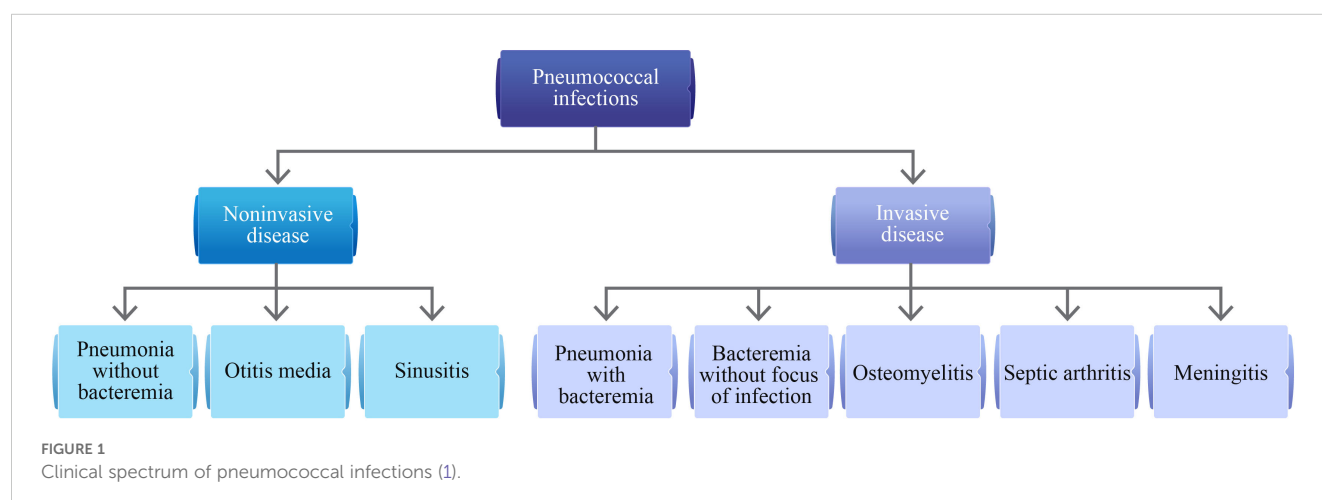 Pneumococcal
infections
Noninvasive
disease
Invasive
disease
Pneumonia
without
bacteremia
Otitis media
Sinusitis
Pneumonia
with
bacteremia
Bacteremia
without focus
of infection
Osteomyelitis
Septic arthritis
Meningitis
FIGURE 1
Clinical spectrum of pneumococcal infections (1).